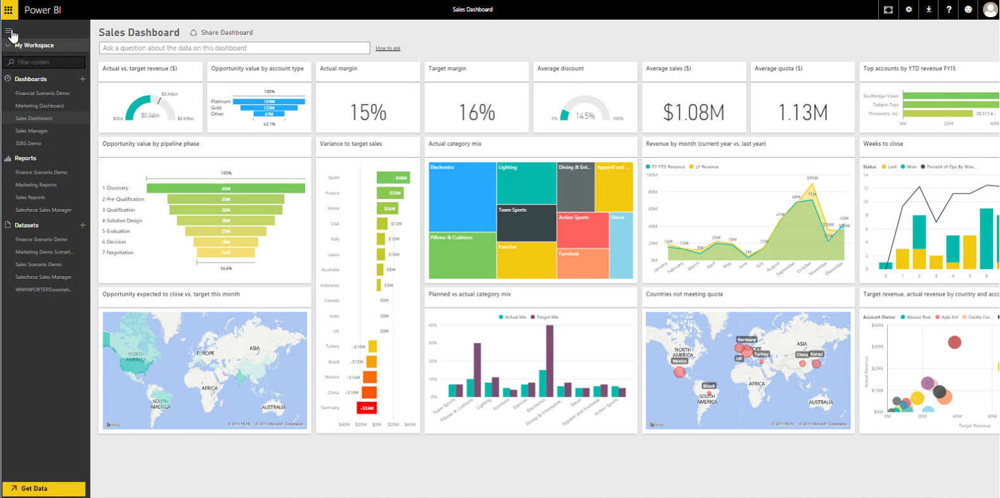 Power BI
Sales Dashboard
My Workspace
Filter content
Dashboards
Financial Scenario Demo
Marketing Dashboard
Sales Dashboard
Sales Manager
SSRS Demo
Reports
Finance Scenario Demo
Marketing Reports
Sales Reports
Salesforce Sales Manager
Datasets
Finance Scenario Demo
Marketing Demo Scenari...
Sales Scenario Demo
Salesforce Sales Manager
WWIMPORTERS\ssastab...
Get Data
Sales Dashboard
Share Dashboard
Ask a question about the data on this dashboard
How to ask
Actual vs. target revenue ($)
$0.44bn
$0bn
$0.34bn
$0.69bn
Opportunity value by account type
100%
Platinum 155M
Gold 123M
Other 67M
43.1%
Actual margin
15%
Target margin
16%
Average discount
0%
14.5%
100%
Average sales ($)
$1.08M
Average quota ($)
1.13M
Top accounts by YTD revenue FY15
Southridge Video
Tailspin Toys
Proseware, Inc. 30,517.6...
0M 20M 40M
Opportunity value by pipeline phase
100%
1-Discovery 45M
2-Pre-Qualification 33M
3-Qualification 32M
4-Solution Design 28M
5-Evaluation 23M
6-Decision 18M
7-Negotiation 16M
36.6%
Variance to target sales
Spain $40M
France $33M
Korea $26M
USA $13M
Italy $10M
Japan $10M
Australia $8M
Indonesia $5M
Canada $0M
India $0M
UK $0M
Turkey -$10M
Brazil -$12M
Mexico -$16M
China -$18M
Germany -$24M
$40M $20M $0M $20M $40M
Actual category mix
Electronics
Pillows & Cushions
Lighting
Team Sports
Exercise
Dining & Ent...
Apparel and ...
Action Sports
Décor
Furniture
Revenue by month (current year vs. last year)
TY YTD Revenue LY Revenue
100M
80M
60M
40M
20M
0M
16M 13M 8M 20M 18M 3M 15M 47M 68M $90M 71M $36M 43M
January February March April May June July August September October November December
Weeks to close
Status Lost Won Percent of Ops By Wee...
14
12
10
8
6
4
2
0
0 1 2 3 4 5 6
Opportunity expected to close vs. target this month
NORTH AMERICA
EUROPE
ASIA
AFRICA
SOUTH AMERICA
AUSTRALIA
bing
© 2015 Microsoft Corporation
Planned vs actual category mix
Actual Mix Target Mix
40%
30%
20%
10%
0%
Team Sports Pillows & Cushions Lighting Furniture Exercise Electronics Dining & Entertainm... Décor Apparel and Footwear Action Sports
Countries not meeting quota
NORTH AMERICA
Mexico
Germany
EUROPE
UK
Turkey
ASIA
China Korea
AFRICA
Brazil
SOUTH AMERICA
AUSTRALIA
bing
© 2015 Microsoft Corporation
Target revenue, actual revenue by country and acco
Account Owner Alessio Roic Ayla Kol Cecilia Cor...
Actual Revenue
$40M
$30M
$20M
$10M
$0M
0M 20M 40M 60M
Target Revenue